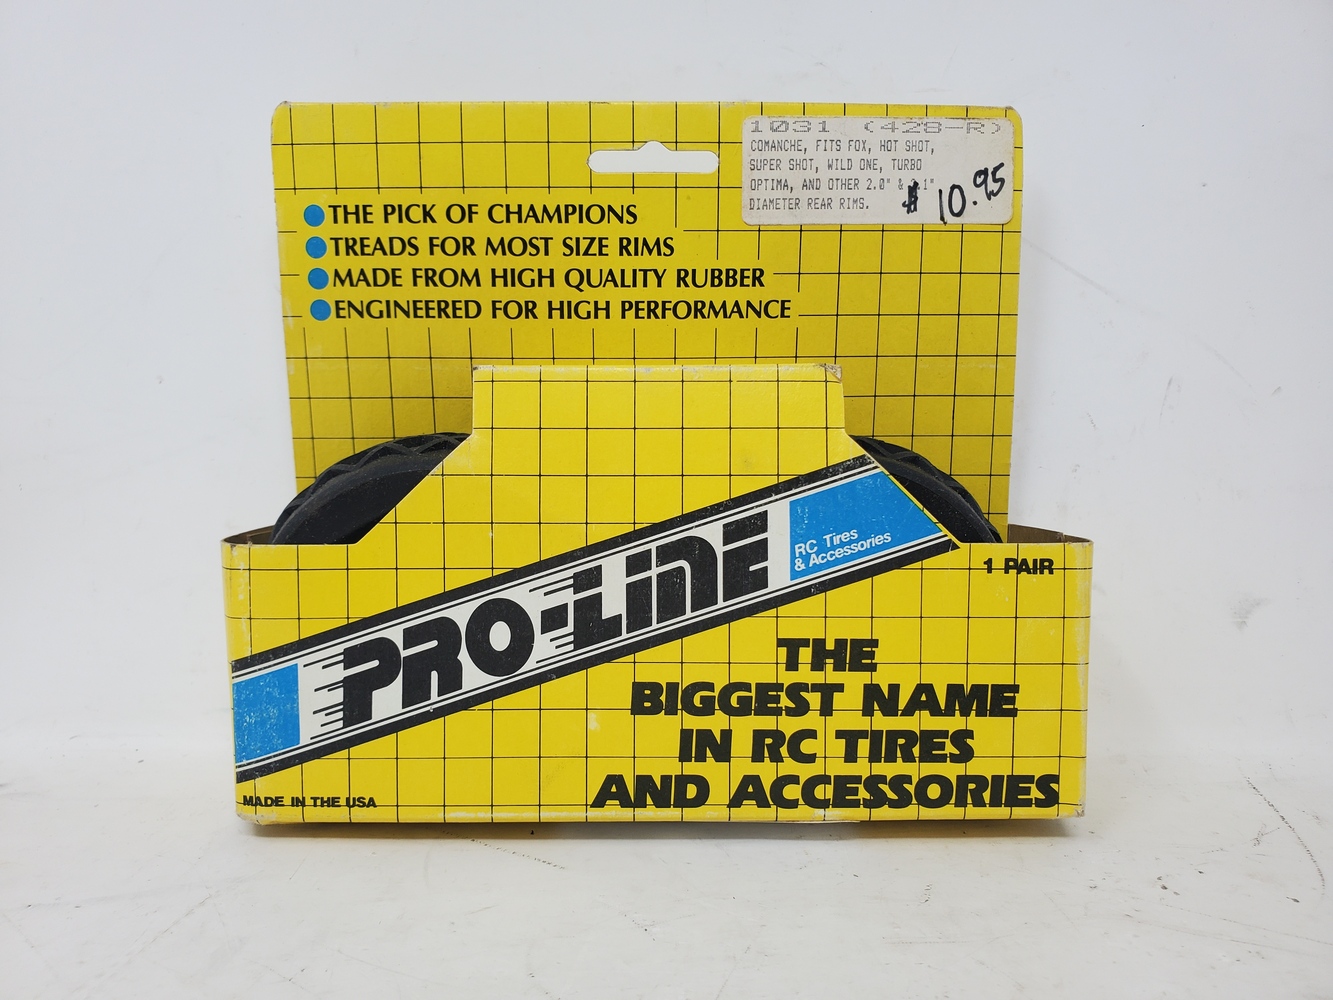 1031 (428-R)
COMANCHE, FITS FOX, HOT SHOT,
SUPER SHOT, WILD ONE, TURBO
OPTIMA, AND OTHER 2.0" & 2.1"
DIAMETER REAR RIMS.
$ 10.95
THE PICK OF CHAMPIONS
TREADS FOR MOST SIZE RIMS
MADE FROM HIGH QUALITY RUBBER
ENGINEERED FOR HIGH PERFORMANCE
PRO-LINE
RC Tires
& Accessories
1 PAIR
THE
BIGGEST NAME
IN RC TIRES
AND ACCESSORIES
MADE IN THE USA